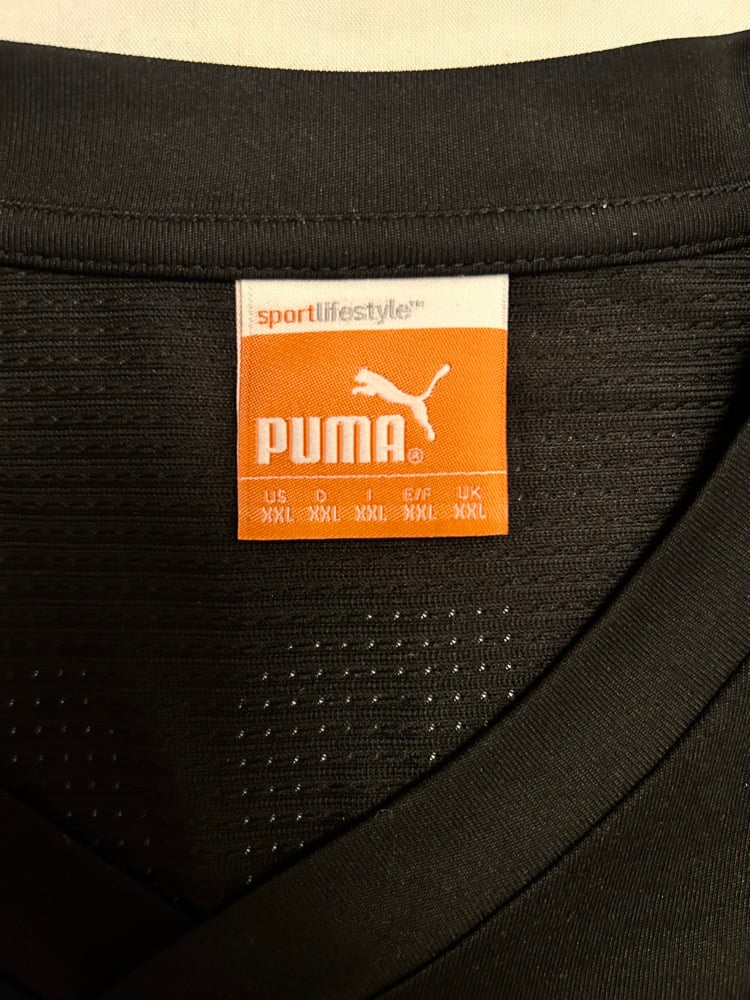 sportlifestyle™
PUMA®
US D I E/F UK
XXL XXL XXL XXL XXL